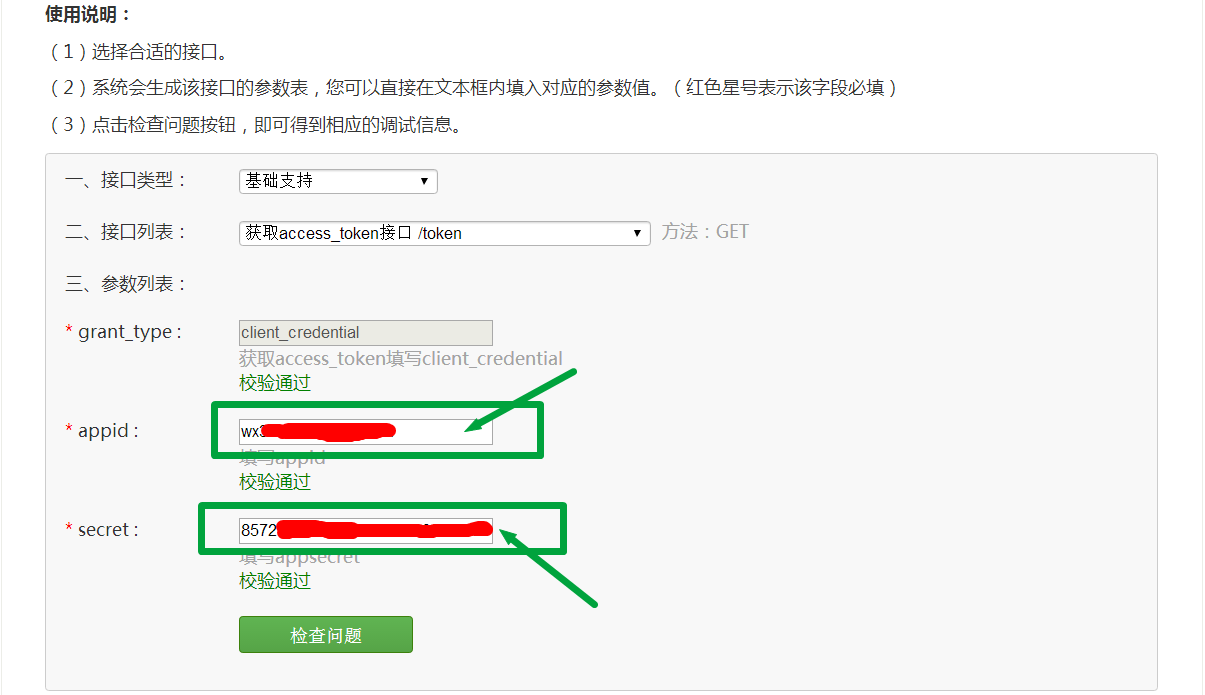 使用说明：
（1）选择合适的接口。
（2）系统会生成该接口的参数表，您可以直接在文本框内填入对应的参数值。（红色星号表示该字段必填）
（3）点击检查问题按钮，即可得到相应的调试信息。
一、接口类型： 基础支持
二、接口列表： 获取access_token接口 /token 方法：GET
三、参数列表：
* grant_type : client_credential
获取access_token填写client_credential
校验通过
* appid : wx3
填写appid
校验通过
* secret : 8572
填写appsecret
校验通过
检查问题